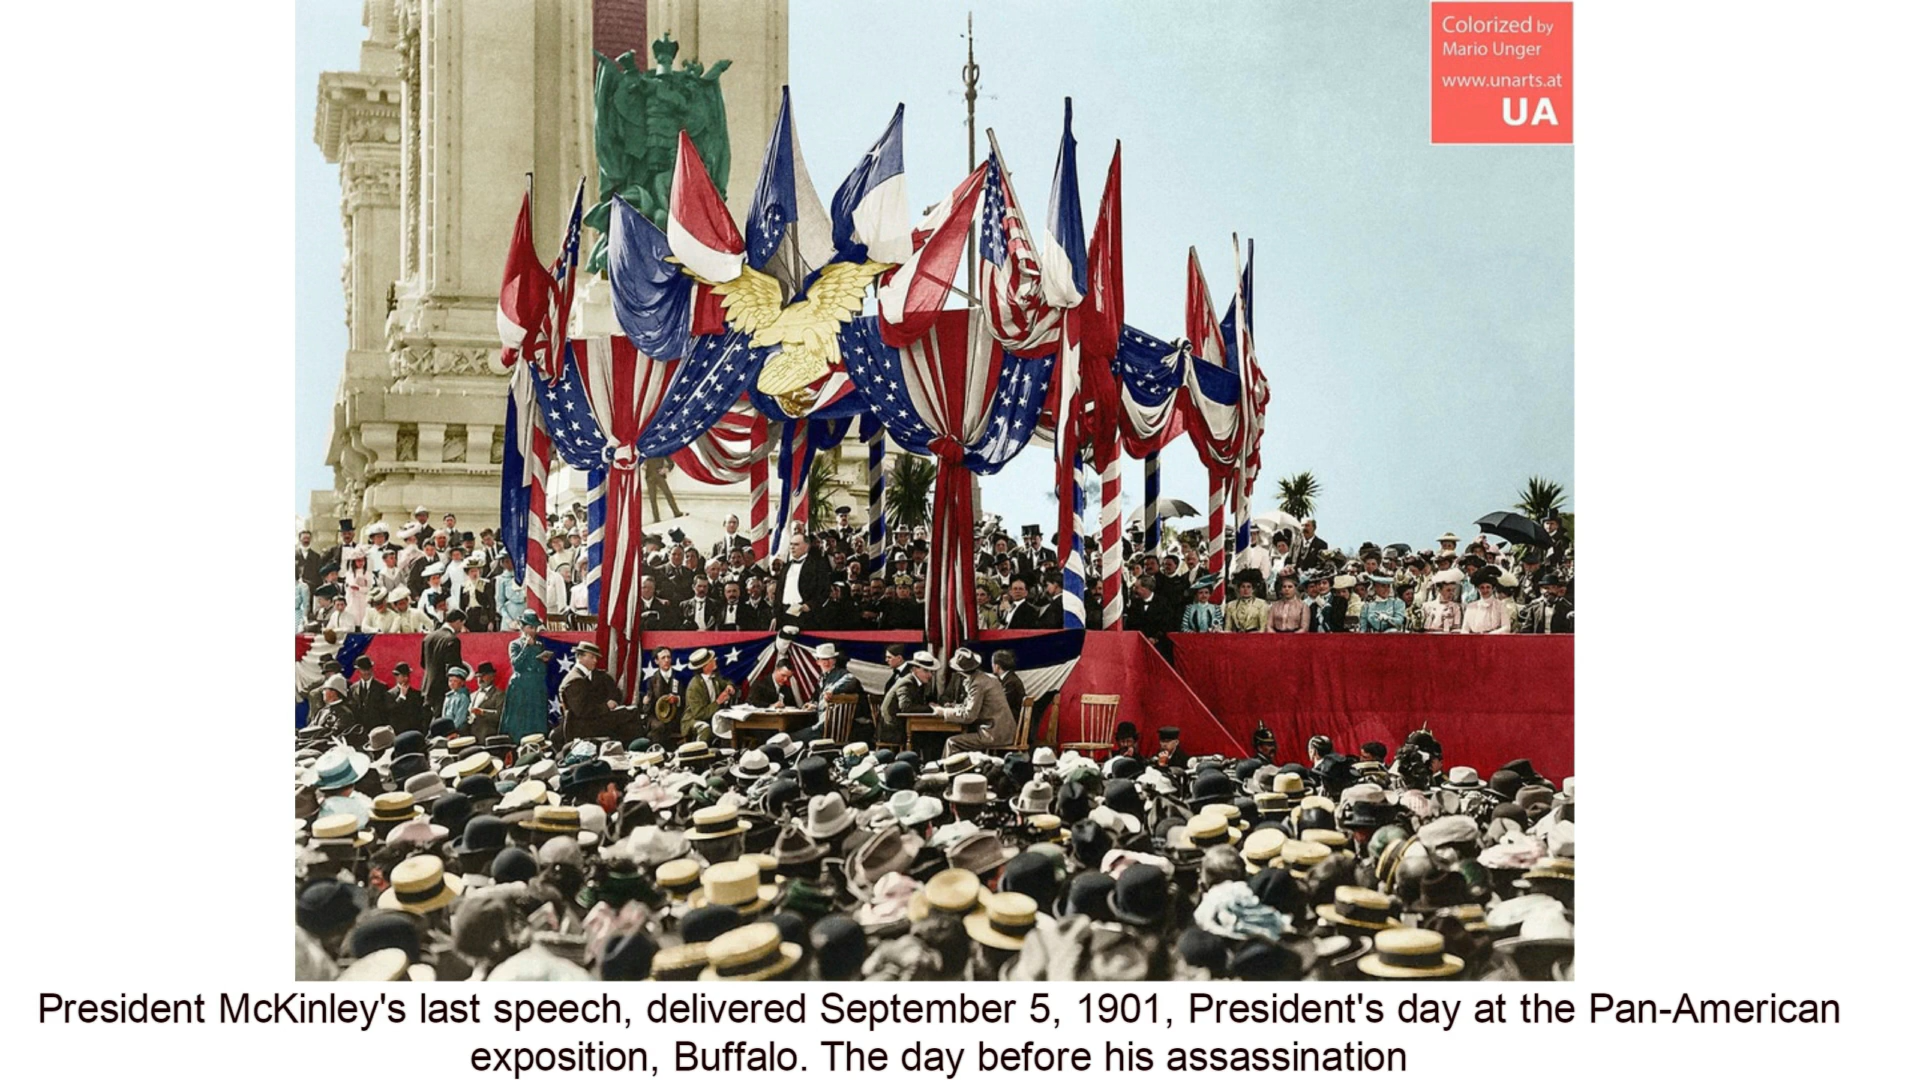 Colorized by
Mario Unger
www.unarts.at
UA
President McKinley's last speech, delivered September 5, 1901, President's day at the Pan-American
exposition, Buffalo. The day before his assassination